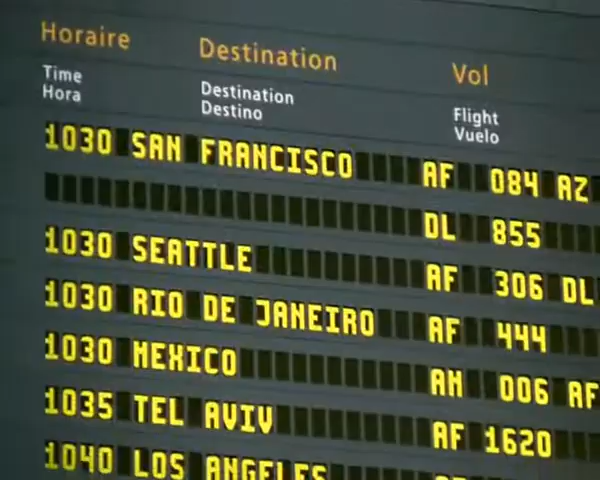 Horaire Destination Vol
Time Destination Flight
Hora Destino Vuelo
1030 SAN FRANCISCO AF 084 AZ
DL 855
1030 SEATTLE AF 306 DL
1030 RIO DE JANEIRO AF 444
1030 MEXICO AM 006 AF
1035 TEL AVIV AF 1620
1040 LOS ANGELES